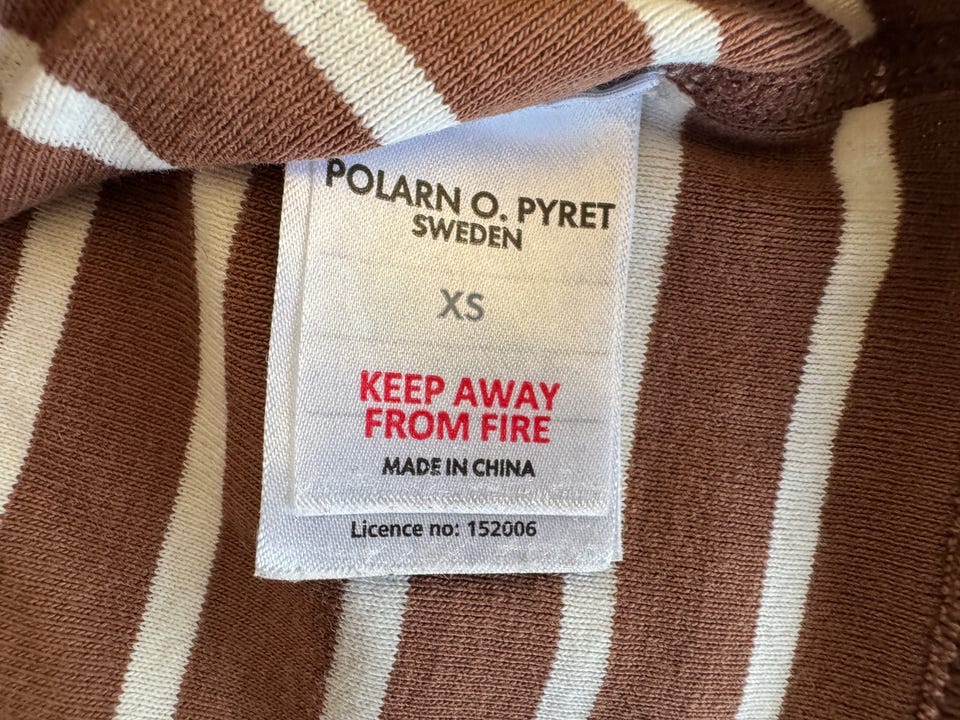 POLARN O. PYRET
SWEDEN
XS
KEEP AWAY
FROM FIRE
MADE IN CHINA
Licence no: 152006